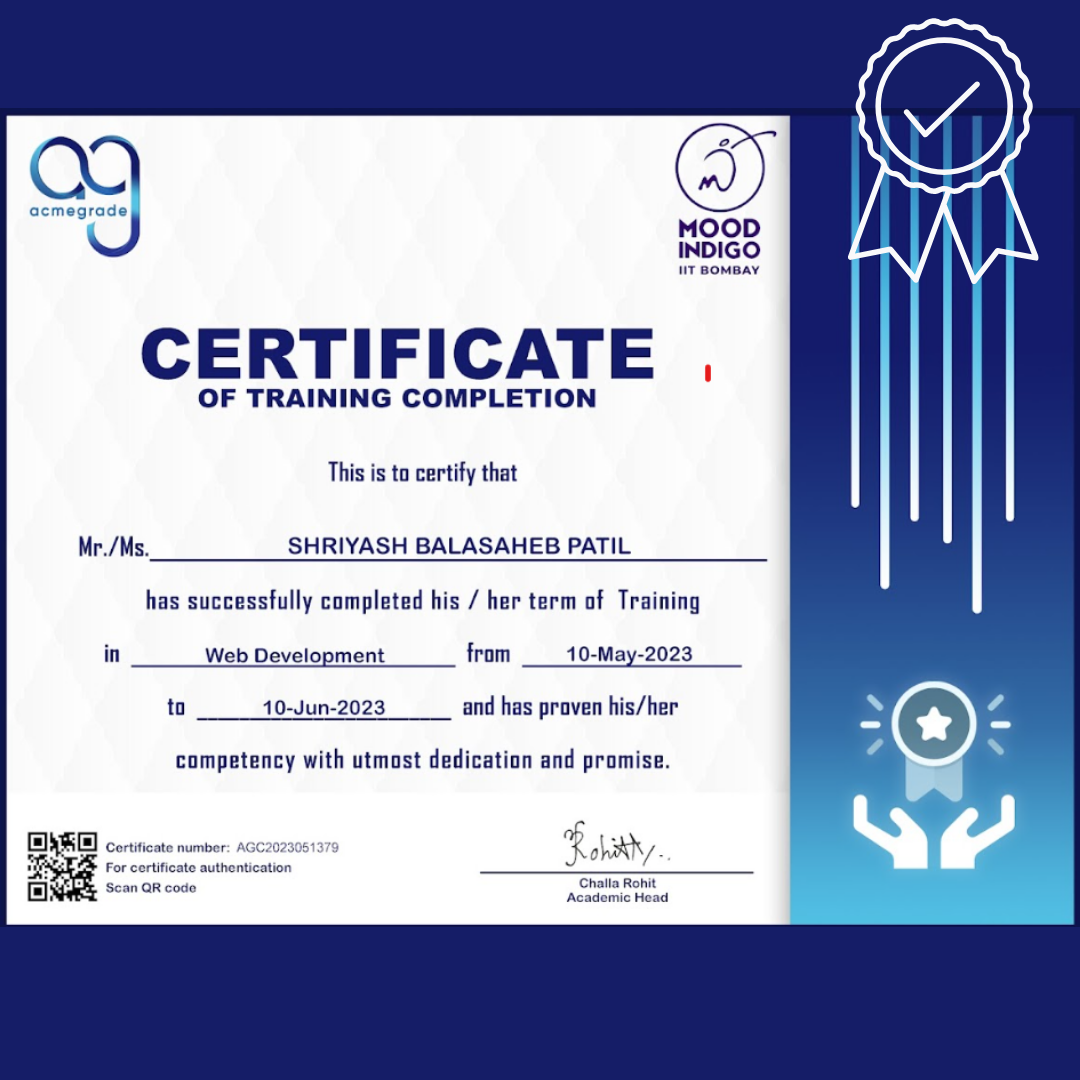 acmegrade
MOOD
INDIGO
IIT BOMBAY
CERTIFICATE
OF TRAINING COMPLETION
This is to certify that
Mr./Ms. SHRIYASH BALASAHEB PATIL
has successfully completed his / her term of Training
in Web Development from 10-May-2023
to 10-Jun-2023 and has proven his/her
competency with utmost dedication and promise.
Certificate number: AGC2023051379
For certificate authentication
Scan QR code
Challa Rohit
Academic Head